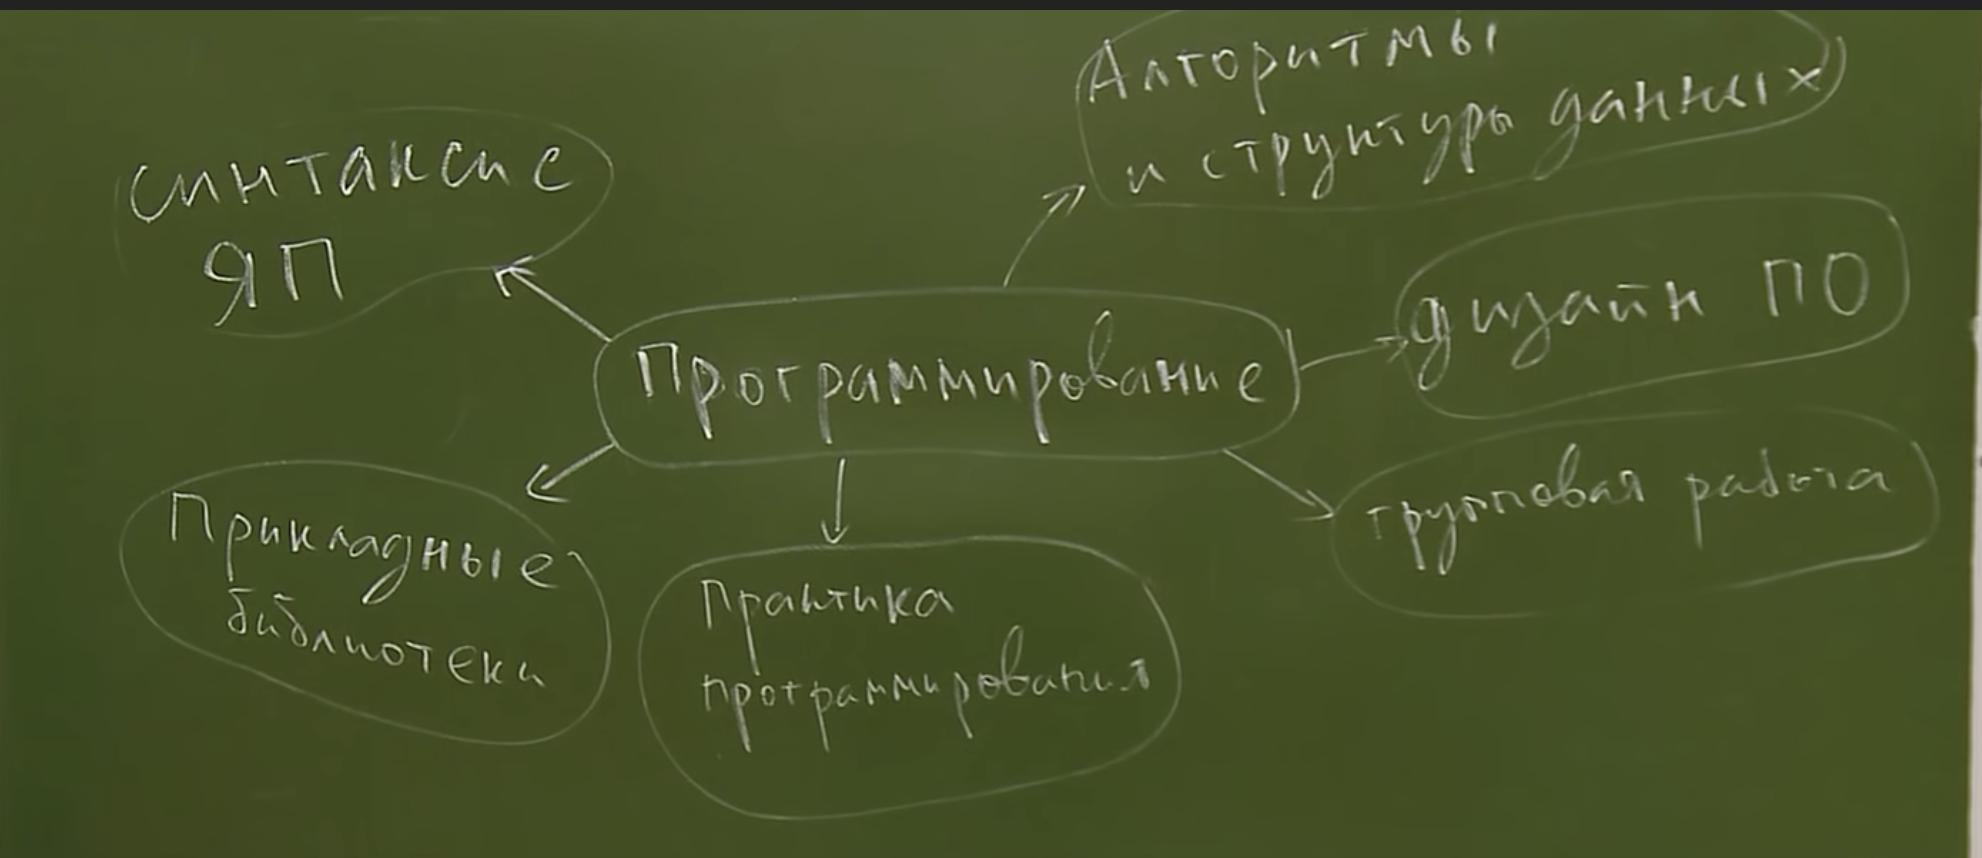 Алгоритмы
и структуры данных
синтаксис
ЯП
дизайн ПО
Программирование
групповая работа
Прикладные
библиотеки
Практика
программирования